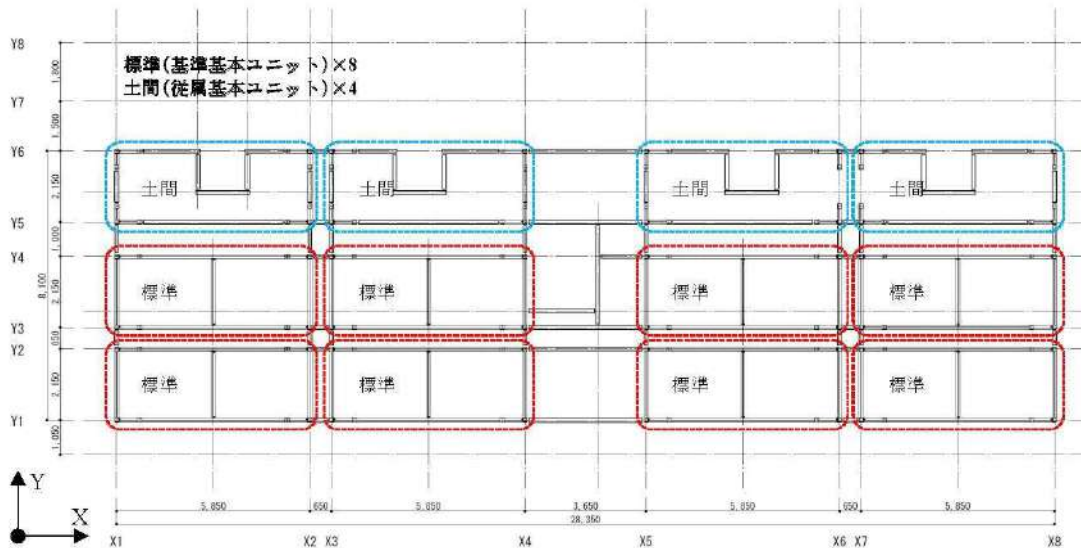 Y8
標準(基準基本ユニット)×8
土間(従属基本ユニット)×4
1,800
Y7
1,500
Y6
土間 土間 土間 土間
2,150
Y5
1,000
Y4
8,100
標準 標準 標準 標準
2,150
Y3
650
Y2
標準 標準 標準 標準
2,150
Y1
1,050
Y
X
5,850 650 5,850 3,650 5,850 650 5,850
28,350
X1 X2 X3 X4 X5 X6 X7 X8